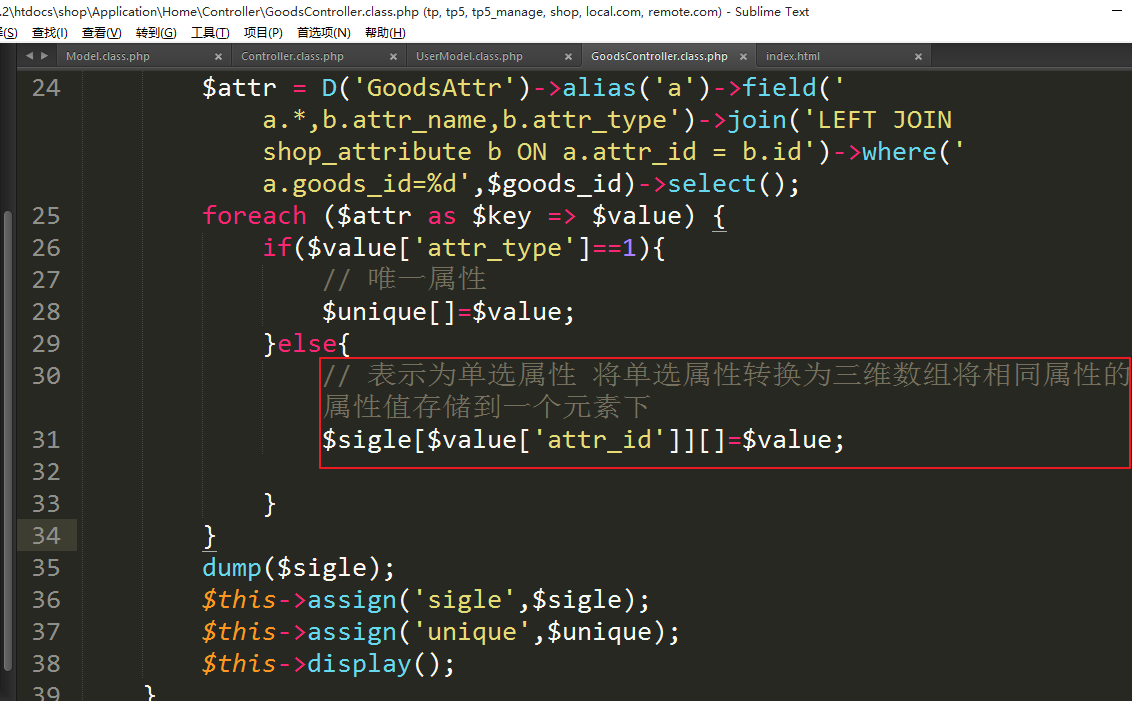 .2\htdocs\shop\Application\Home\Controller\GoodsController.class.php (tp, tp5, tp5_manage, shop, local.com, remote.com) - Sublime Text
(S) 查找(I) 查看(V) 转到(G) 工具(T) 项目(P) 首选项(N) 帮助(H)
Model.class.php × Controller.class.php × UserModel.class.php × GoodsController.class.php × index.html ×
24 $attr = D('GoodsAttr')->alias('a')->field('
a.*,b.attr_name,b.attr_type')->join('LEFT JOIN
shop_attribute b ON a.attr_id = b.id')->where('
a.goods_id=%d',$goods_id)->select();
25 foreach ($attr as $key => $value) {
26 if($value['attr_type']==1){
27 // 唯一属性
28 $unique[]=$value;
29 }else{
30 // 表示为单选属性 将单选属性转换为三维数组将相同属性的
属性值存储到一个元素下
31 $sigle[$value['attr_id']][]=$value;
32
33 }
34 }
35 dump($sigle);
36 $this->assign('sigle',$sigle);
37 $this->assign('unique',$unique);
38 $this->display();
39 }